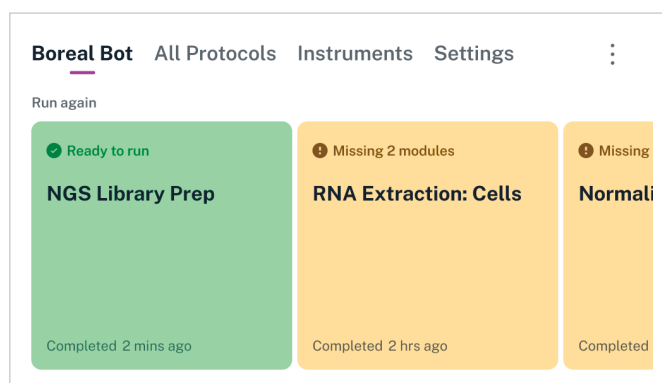 Boreal Bot All Protocols Instruments Settings
Run again
Ready to run
NGS Library Prep
Completed 2 mins ago
Missing 2 modules
RNA Extraction: Cells
Completed 2 hrs ago
Missing
Normali
Completed